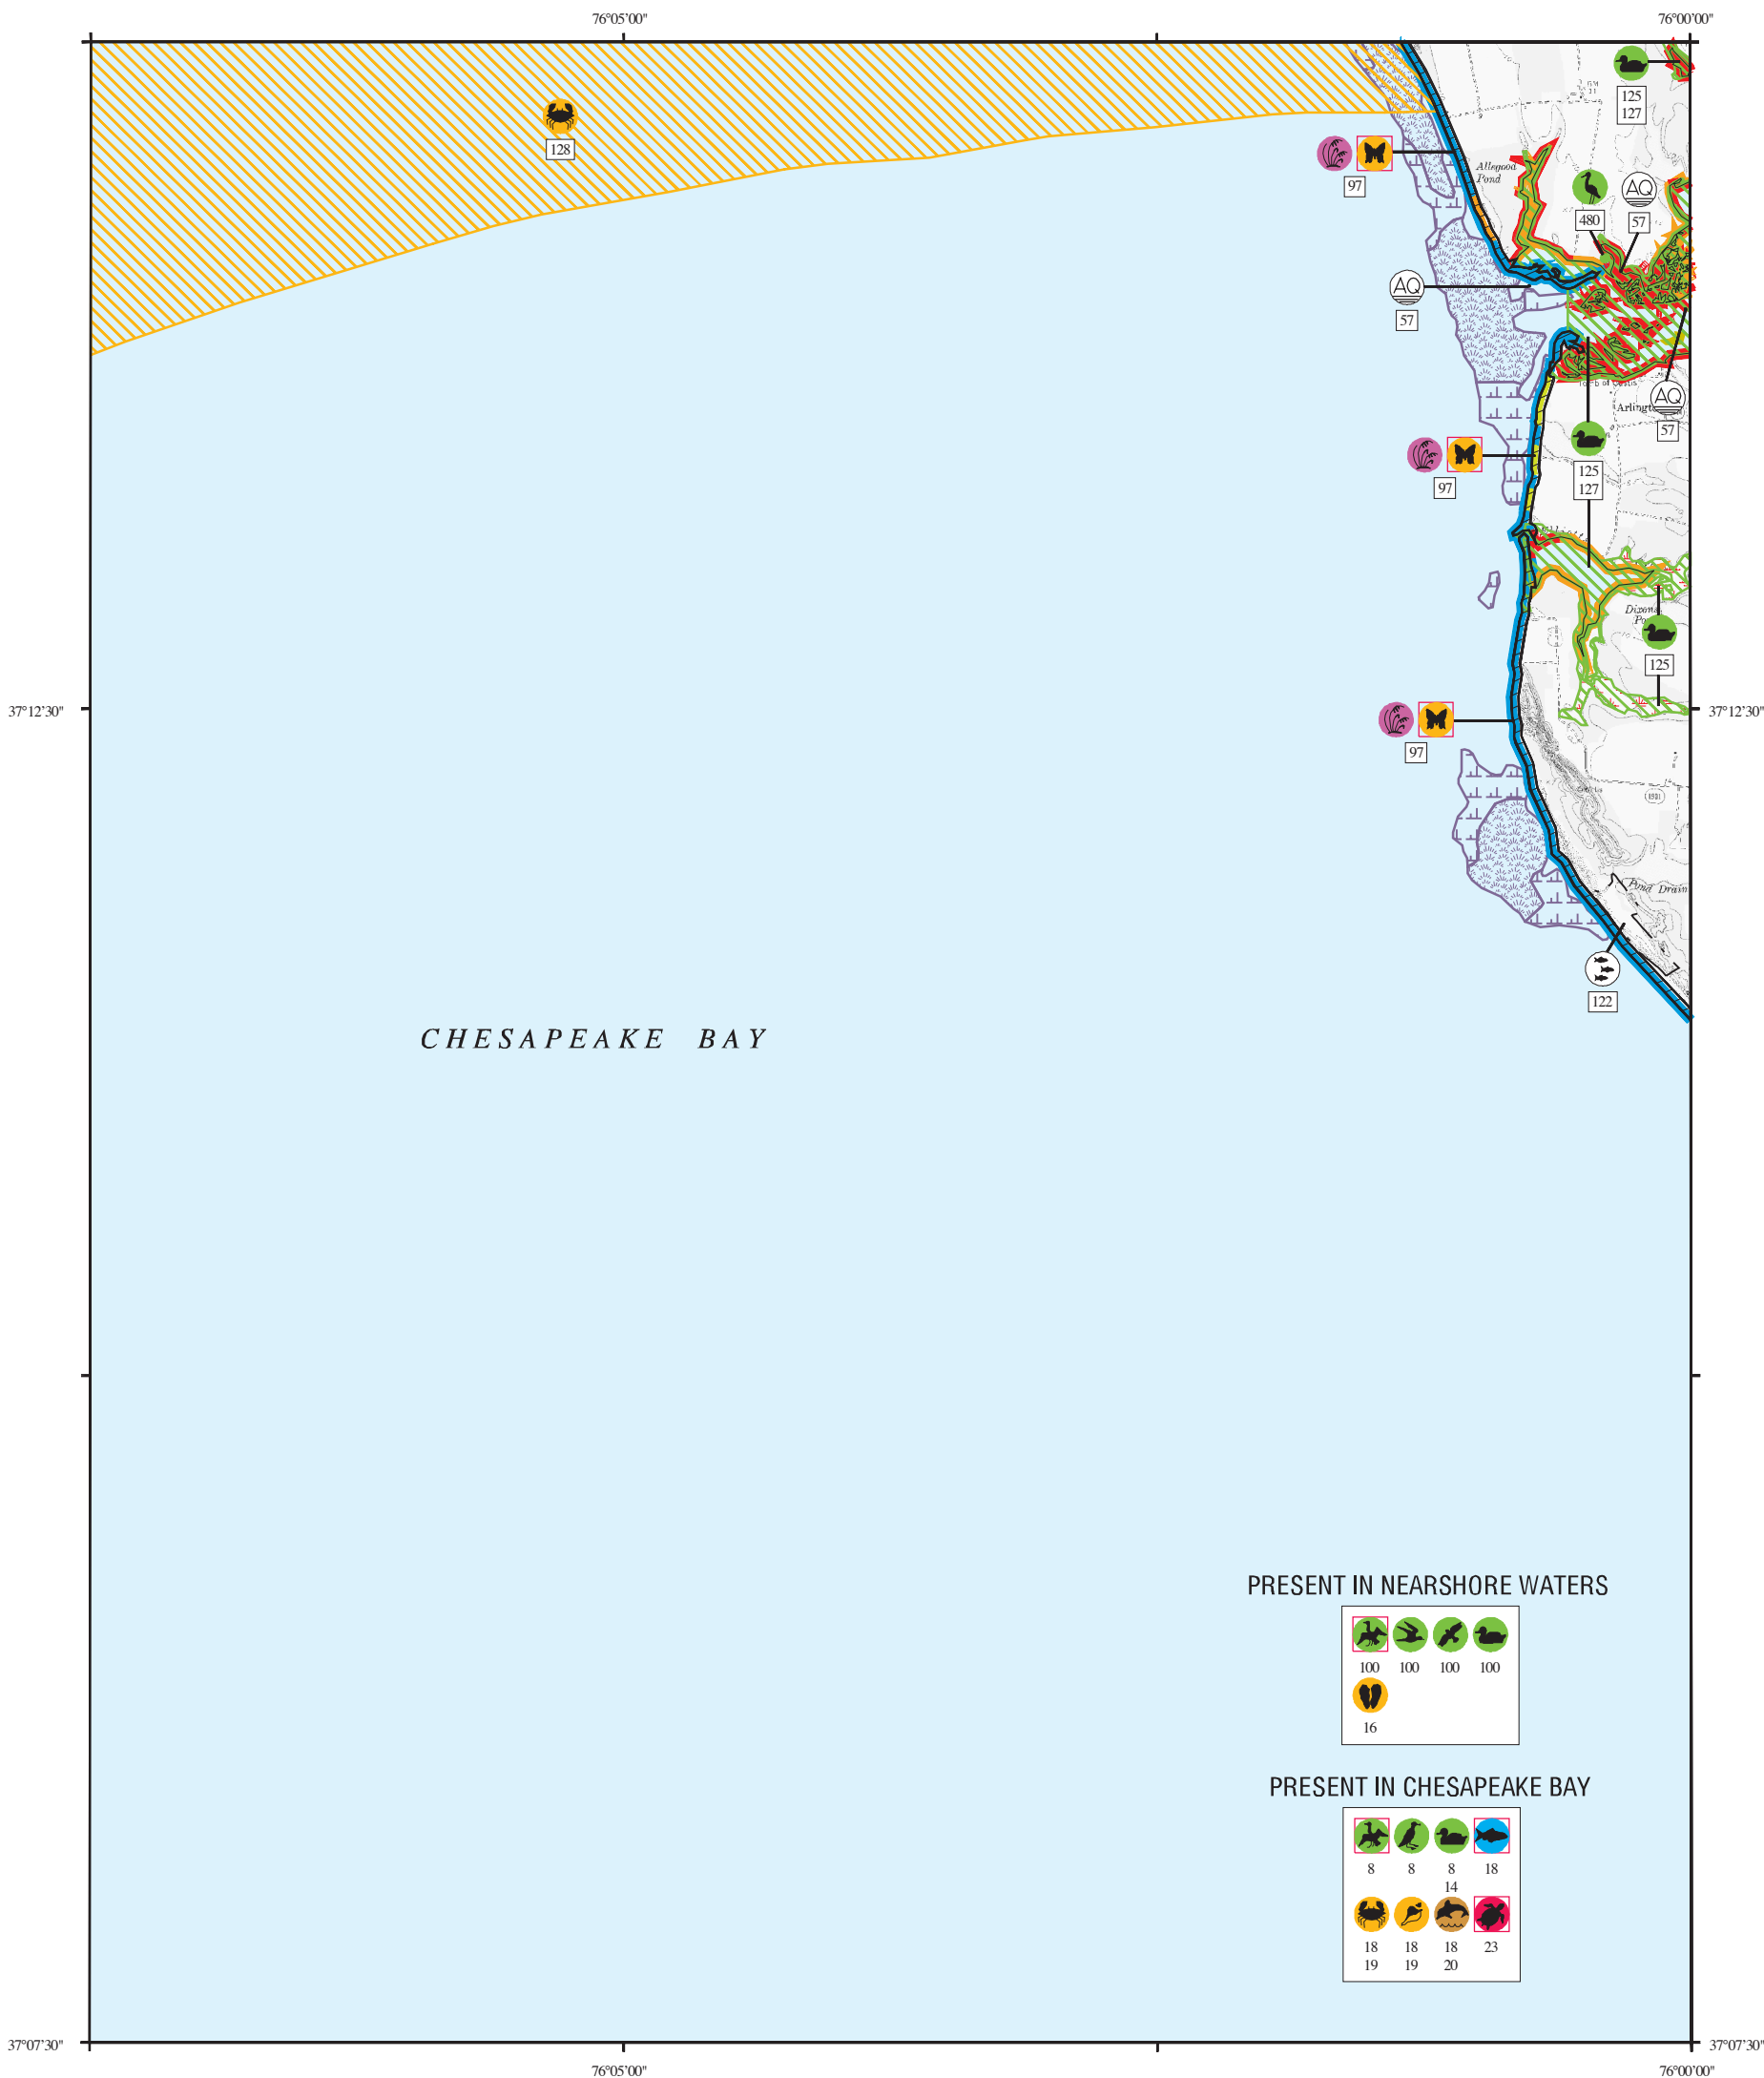 76°05'00"
76°00'00"
128
125
127
97
Allegood
Pond
480
AQ
57
AQ
57
AQ
57
125
127
97
125
37°12'30"
37°12'30"
97
Pond Drain
122
CHESAPEAKE BAY
PRESENT IN NEARSHORE WATERS
100 100 100 100
16
PRESENT IN CHESAPEAKE BAY
8 8 8 18
14
18 18 18 23
19 19 20
37°07'30"
37°07'30"
76°05'00"
76°00'00"